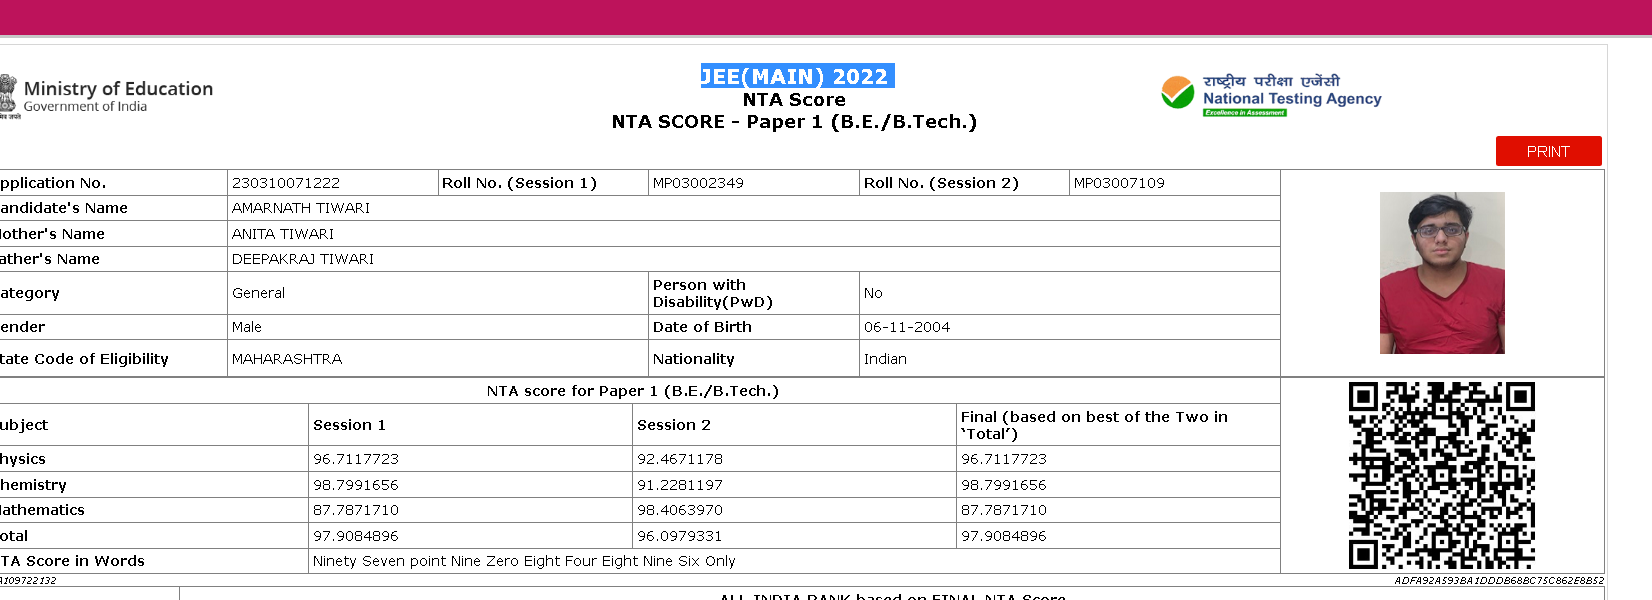 Ministry of Education
Government of India
JEE(MAIN) 2022
NTA Score
NTA SCORE - Paper 1 (B.E./B.Tech.)
राष्ट्रीय परीक्षा एजेंसी
National Testing Agency
Excellence in Assessment
PRINT
pplication No. 230310071222 Roll No. (Session 1) MP03002349 Roll No. (Session 2) MP03007109
andidate's Name AMARNATH TIWARI
other's Name ANITA TIWARI
ather's Name DEEPAKRAJ TIWARI
ategory General Person with Disability(PwD) No
ender Male Date of Birth 06-11-2004
tate Code of Eligibility MAHARASHTRA Nationality Indian
NTA score for Paper 1 (B.E./B.Tech.)
ubject Session 1 Session 2 Final (based on best of the Two in ‘Total’)
hysics 96.7117723 92.4671178 96.7117723
hemistry 98.7991656 91.2281197 98.7991656
athematics 87.7871710 98.4063970 87.7871710
otal 97.9084896 96.0979331 97.9084896
TA Score in Words Ninety Seven point Nine Zero Eight Four Eight Nine Six Only
A109722132 ADFA92A593BA1DDDB68BC75C862E8B52
ALL INDIA RANK based on FINAL NTA Score